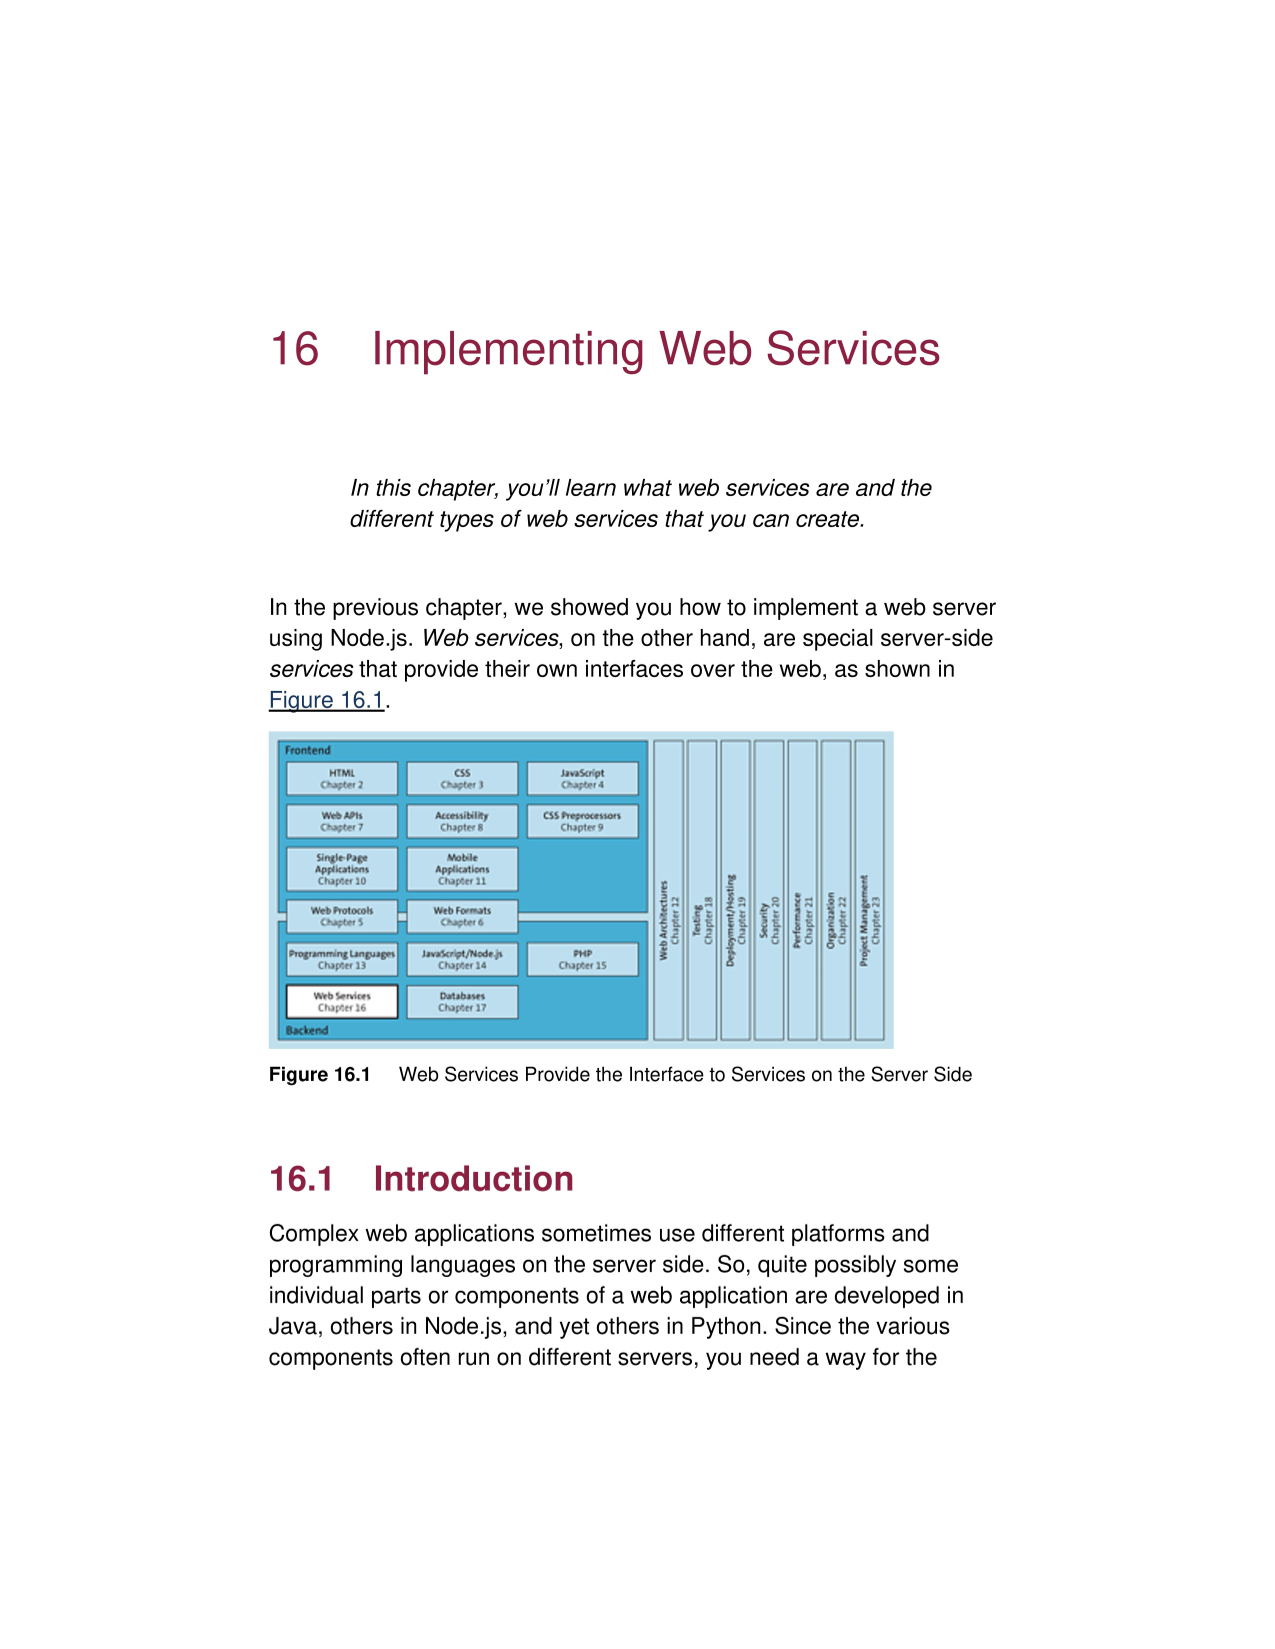 16 Implementing Web Services
In this chapter, you’ll learn what web services are and the
different types of web services that you can create.
In the previous chapter, we showed you how to implement a web server
using Node.js. Web services, on the other hand, are special server-side
services that provide their own interfaces over the web, as shown in
Figure 16.1.
Frontend
HTML
Chapter 2
CSS
Chapter 3
JavaScript
Chapter 4
Web APIs
Chapter 7
Accessibility
Chapter 8
CSS Preprocessors
Chapter 9
Single-Page
Applications
Chapter 10
Mobile
Applications
Chapter 11
Web Protocols
Chapter 5
Web Formats
Chapter 6
Programming Languages
Chapter 13
JavaScript/Node.js
Chapter 14
PHP
Chapter 15
Web Services
Chapter 16
Databases
Chapter 17
Backend
Web Architectures
Chapter 12
Testing
Chapter 18
Deployment/Hosting
Chapter 19
Security
Chapter 20
Performance
Chapter 21
Organization
Chapter 22
Project Management
Chapter 23
Figure 16.1 Web Services Provide the Interface to Services on the Server Side
16.1 Introduction
Complex web applications sometimes use different platforms and
programming languages on the server side. So, quite possibly some
individual parts or components of a web application are developed in
Java, others in Node.js, and yet others in Python. Since the various
components often run on different servers, you need a way for the